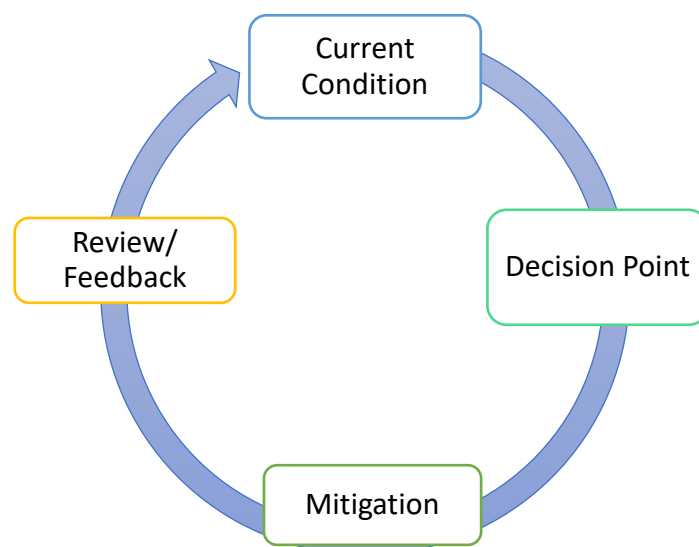 Current
Condition
Decision Point
Mitigation
Review/
Feedback